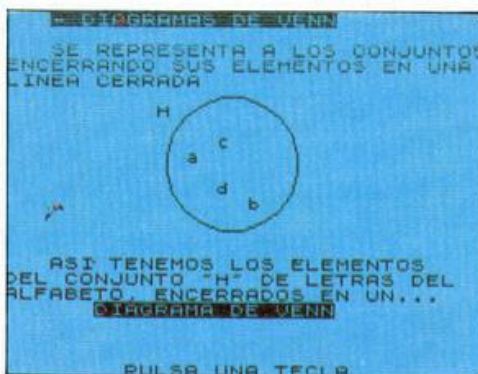 - DIAGRAMAS DE VENN
SE REPRESENTA A LOS CONJUNTOS
ENCERRANDO SUS ELEMENTOS EN UNA
LINEA CERRADA
H
c
a
d
b
ASI TENEMOS LOS ELEMENTOS
DEL CONJUNTO "H" DE LETRAS DEL
ALFABETO, ENCERRADOS EN UN...
DIAGRAMA DE VENN
PULSA UNA TECLA